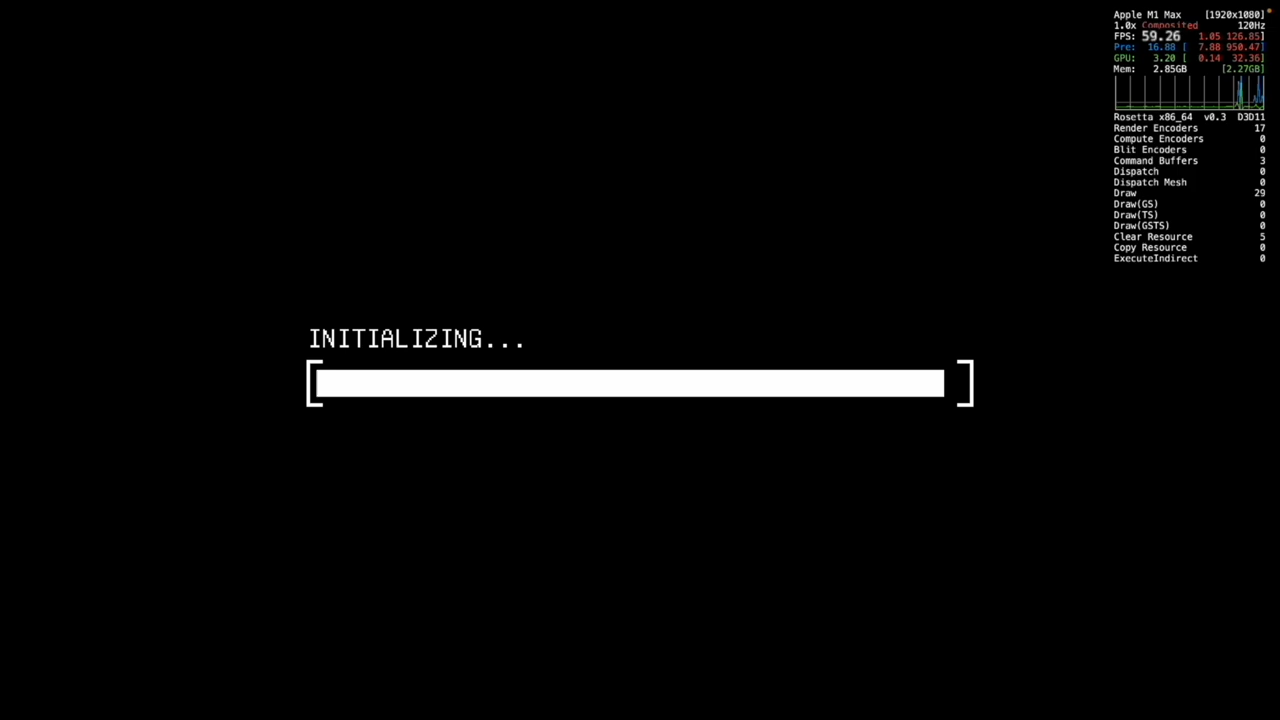 Apple M1 Max [1920x1080]
1.0x Composited 120Hz
FPS: 59.26 1.05 126.85]
Pre: 16.88 [ 7.88 950.47]
GPU: 3.20 [ 0.14 32.36]
Mem: 2.85GB [2.27GB]
Rosetta x86_64 v0.3 D3D11
Render Encoders 17
Compute Encoders 0
Blit Encoders 0
Command Buffers 3
Dispatch 0
Dispatch Mesh 0
Draw 29
Draw(GS) 0
Draw(TS) 0
Draw(GSTS) 0
Clear Resource 5
Copy Resource 0
ExecuteIndirect 0
INITIALIZING...